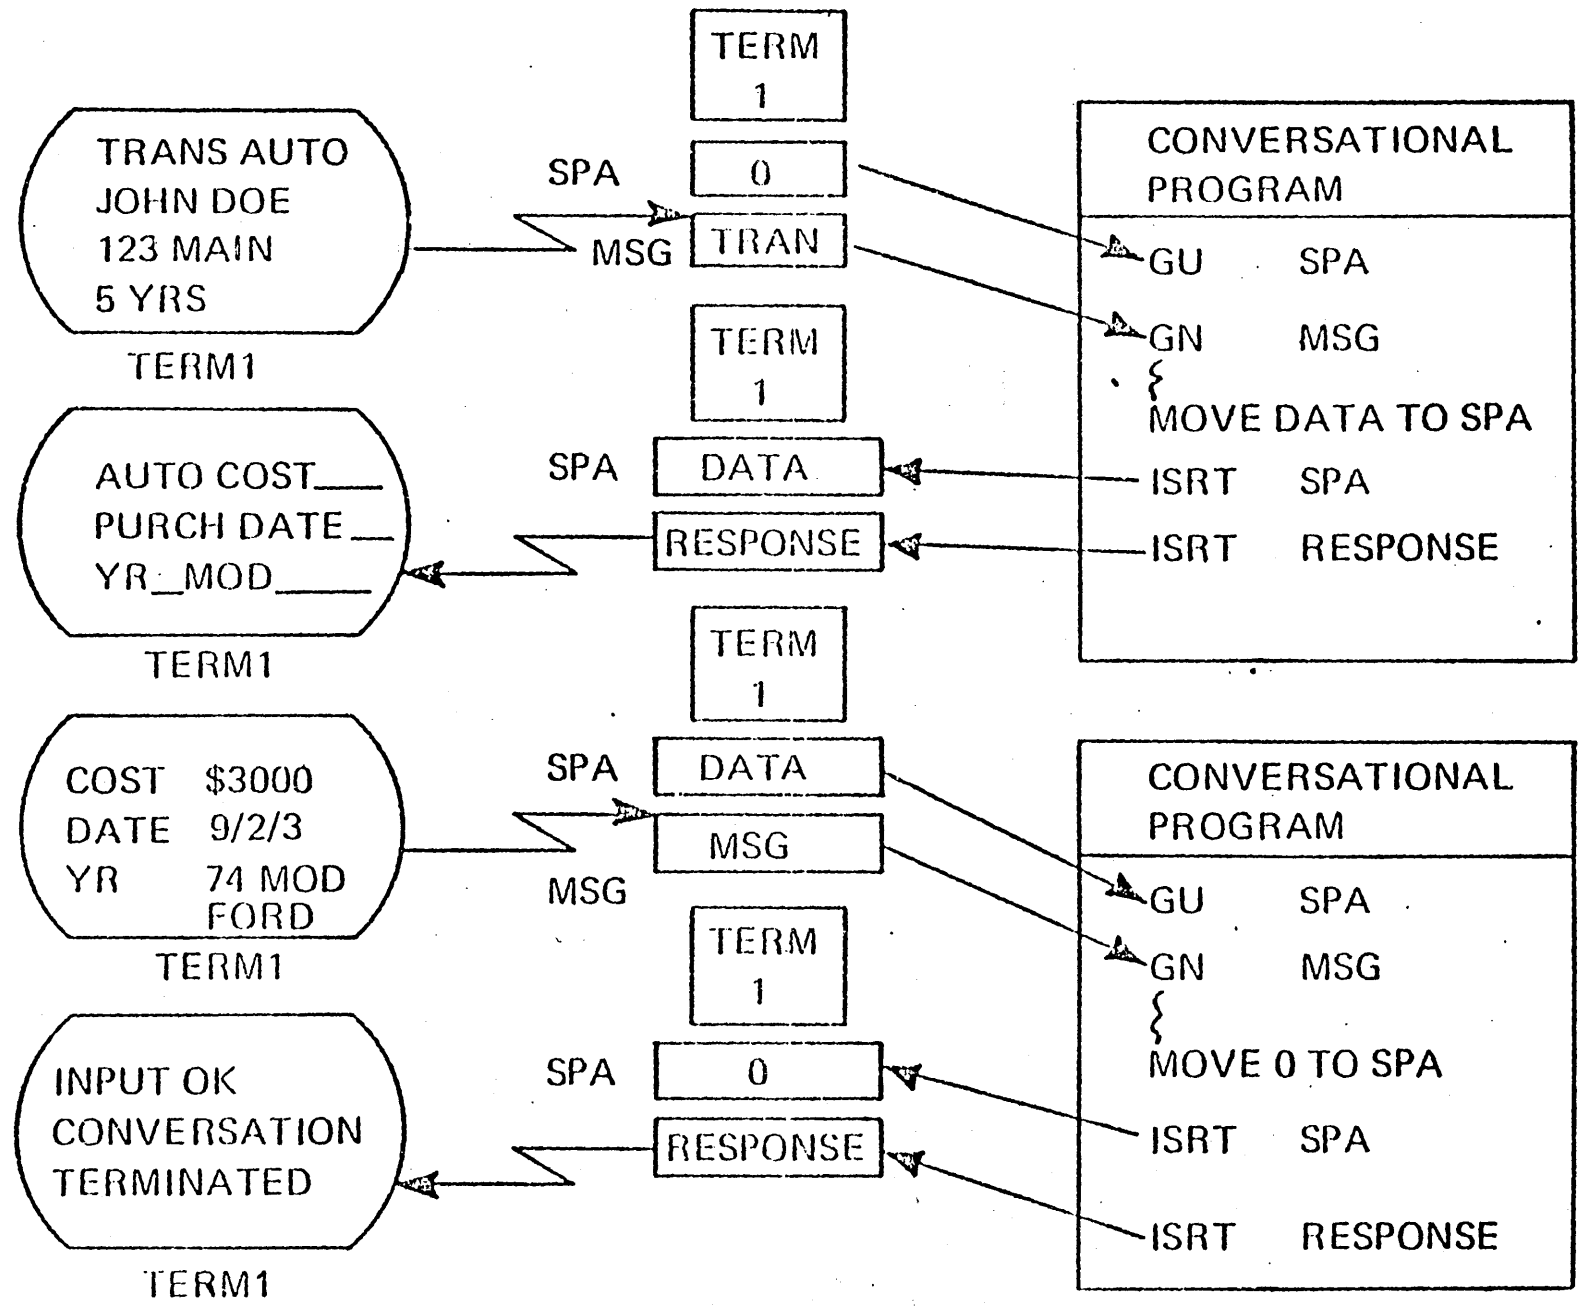 TERM
1
TRANS AUTO
JOHN DOE
123 MAIN
5 YRS
TERM1
SPA
0
MSG
TRAN
CONVERSATIONAL
PROGRAM
GU SPA
GN MSG
MOVE DATA TO SPA
ISRT SPA
ISRT RESPONSE
TERM
1
AUTO COST____
PURCH DATE__
YR__MOD____
TERM1
SPA
DATA
RESPONSE
TERM
1
COST $3000
DATE 9/2/3
YR 74 MOD
FORD
TERM1
SPA
DATA
MSG
MSG
CONVERSATIONAL
PROGRAM
GU SPA
GN MSG
MOVE 0 TO SPA
ISRT SPA
ISRT RESPONSE
TERM
1
INPUT OK
CONVERSATION
TERMINATED
TERM1
SPA
0
RESPONSE